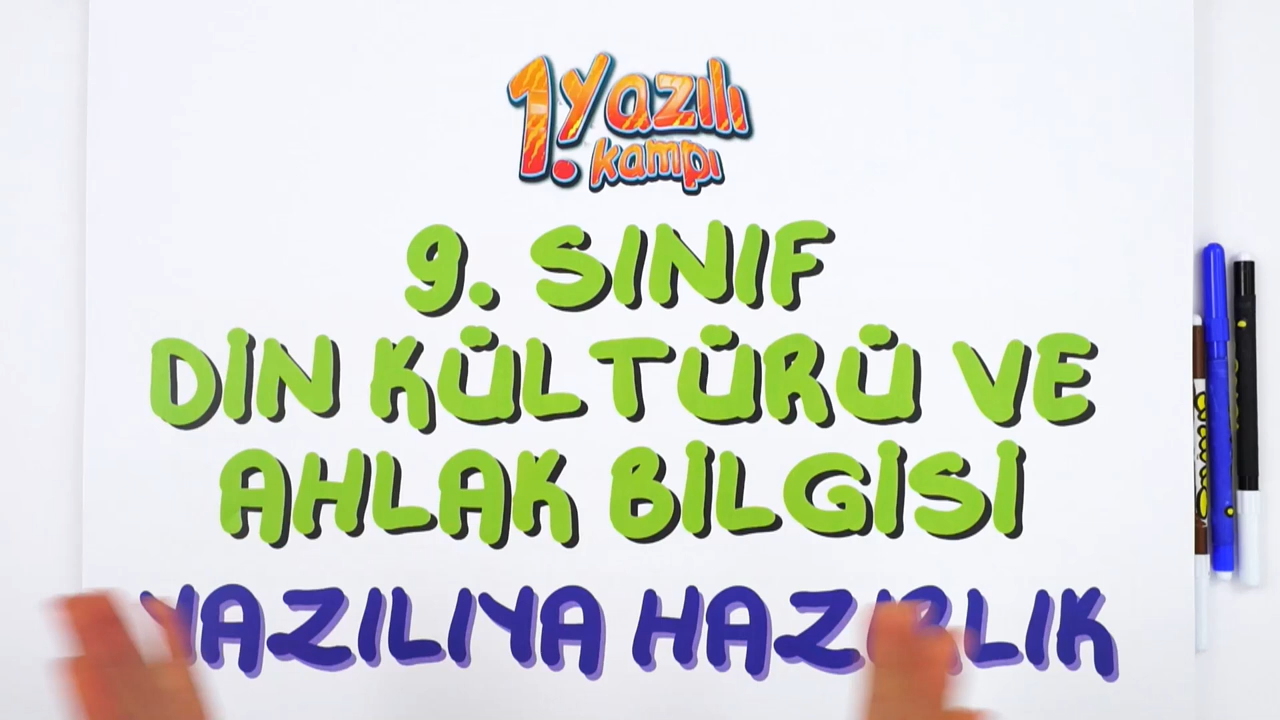 1. Yazılı
kampı
9. SINIF
DİN KÜLTÜRÜ VE
AHLAK BİLGİSİ
YAZILIYA HAZIRLIK